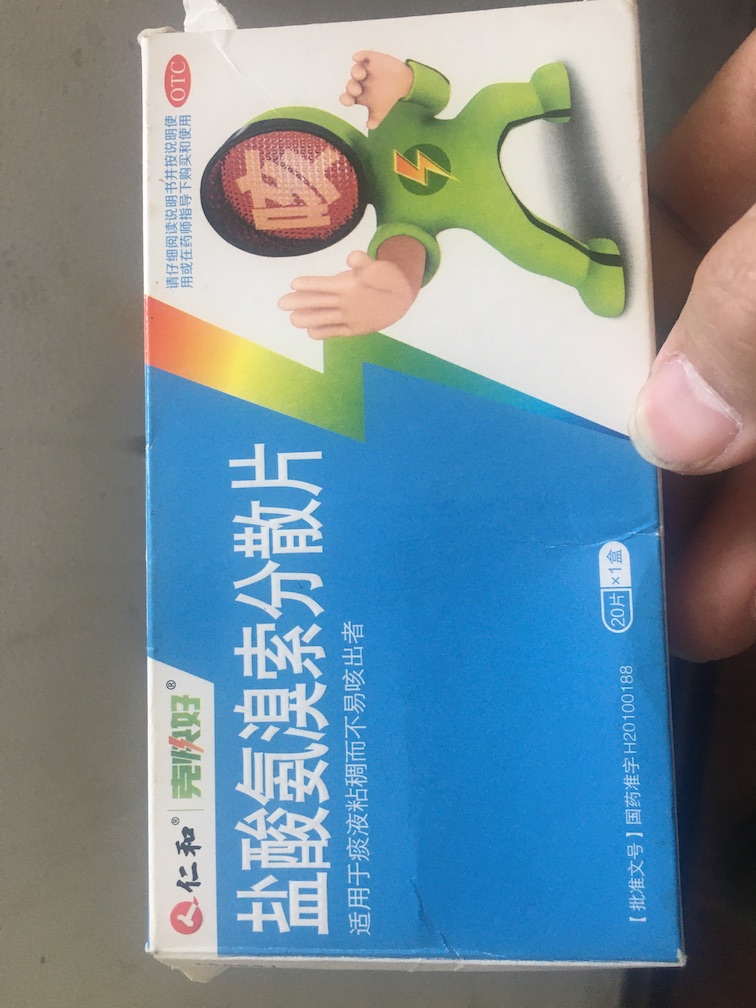 仁和® 克快好®
盐酸氨溴索分散片
适用于痰液粘稠而不易咳出者
【批准文号】国药准字H20100188
20片×1盒
请仔细阅读说明书并按说明使
用或在药师指导下购买和使用
OTC
咳